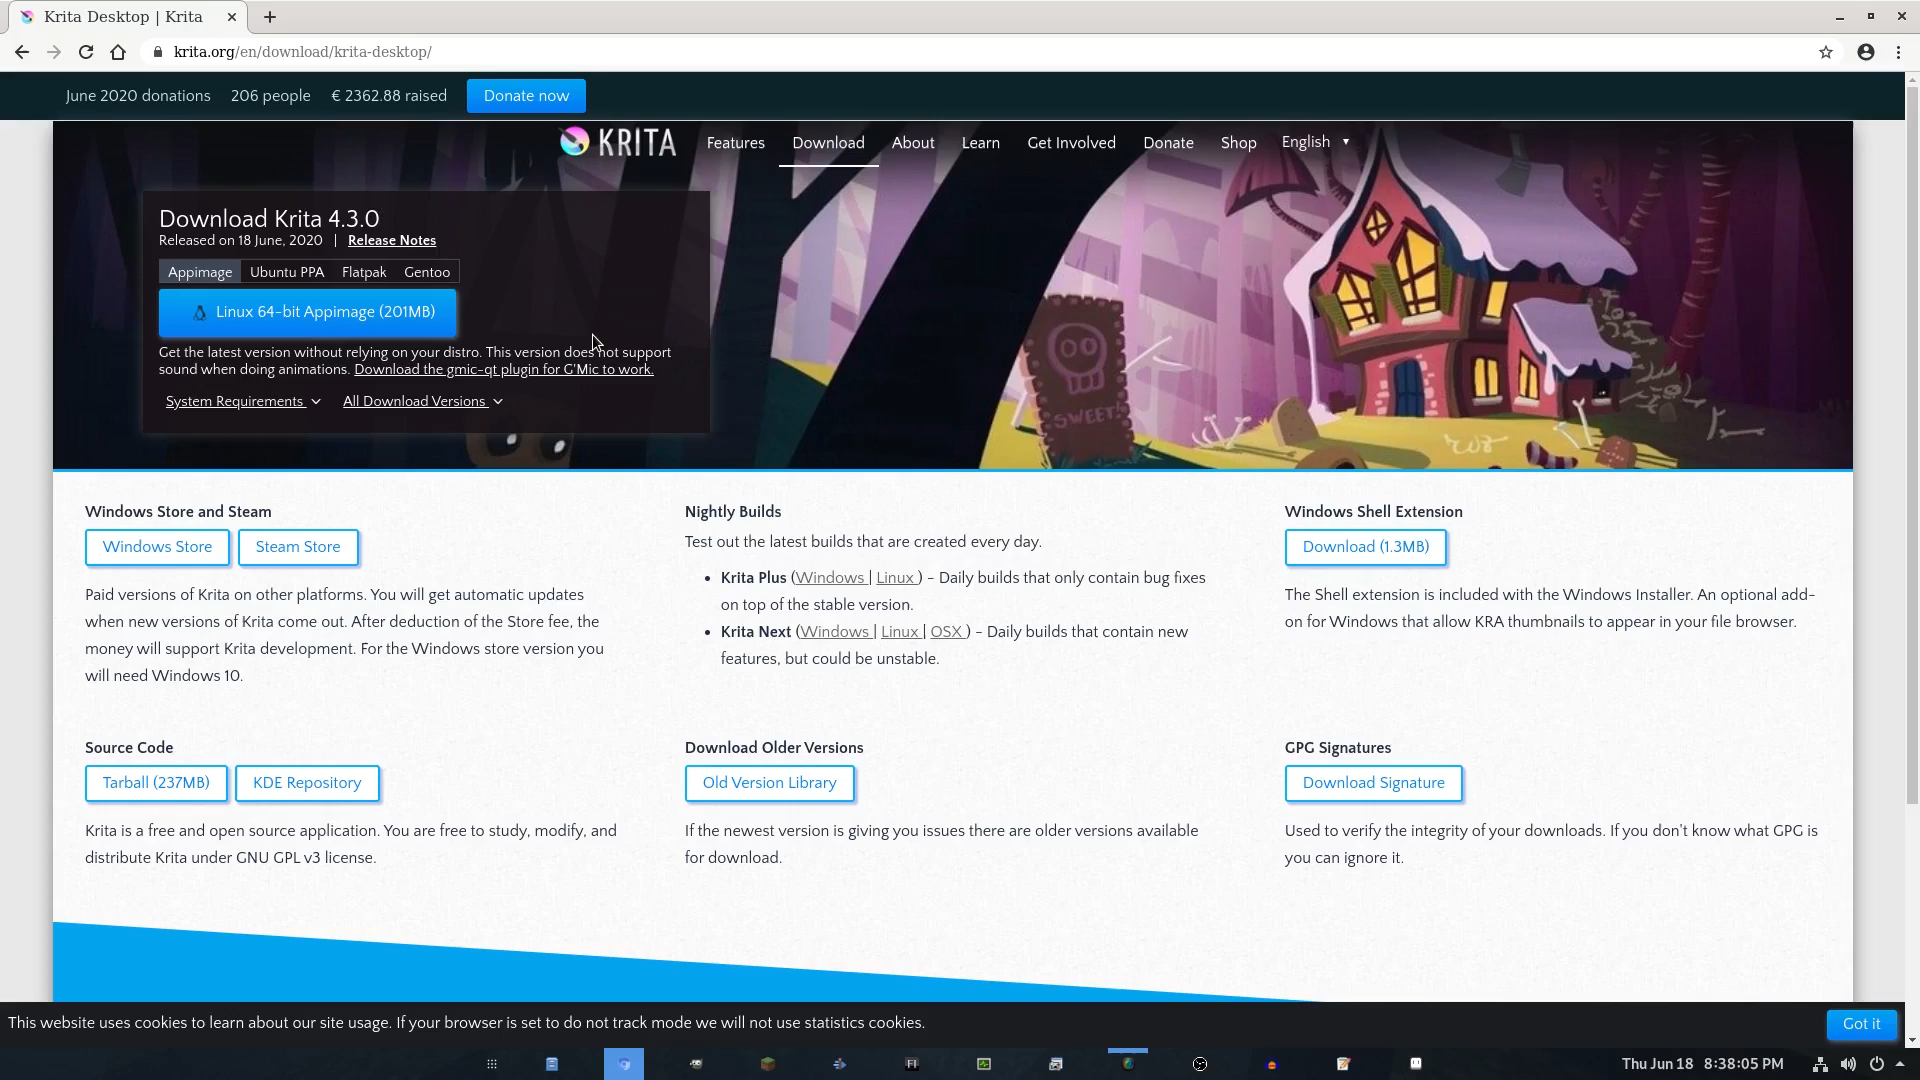 Krita Desktop | Krita
krita.org/en/download/krita-desktop/
June 2020 donations 206 people € 2362.88 raised Donate now
KRITA Features Download About Learn Get Involved Donate Shop English
Download Krita 4.3.0
Released on 18 June, 2020 | Release Notes
Appimage Ubuntu PPA Flatpak Gentoo
Linux 64-bit Appimage (201MB)
Get the latest version without relying on your distro. This version does not support
sound when doing animations. Download the gmic-qt plugin for G'Mic to work.
System Requirements All Download Versions
SWEET!
Windows Store and Steam
Windows Store Steam Store
Paid versions of Krita on other platforms. You will get automatic updates
when new versions of Krita come out. After deduction of the Store fee, the
money will support Krita development. For the Windows store version you
will need Windows 10.
Nightly Builds
Test out the latest builds that are created every day.
• Krita Plus (Windows | Linux ) - Daily builds that only contain bug fixes
on top of the stable version.
• Krita Next (Windows | Linux | OSX ) - Daily builds that contain new
features, but could be unstable.
Windows Shell Extension
Download (1.3MB)
The Shell extension is included with the Windows Installer. An optional add-
on for Windows that allow KRA thumbnails to appear in your file browser.
Source Code
Tarball (237MB) KDE Repository
Krita is a free and open source application. You are free to study, modify, and
distribute Krita under GNU GPL v3 license.
Download Older Versions
Old Version Library
If the newest version is giving you issues there are older versions available
for download.
GPG Signatures
Download Signature
Used to verify the integrity of your downloads. If you don't know what GPG is
you can ignore it.
This website uses cookies to learn about our site usage. If your browser is set to do not track mode we will not use statistics cookies.
Got it
Thu Jun 18 8:38:05 PM